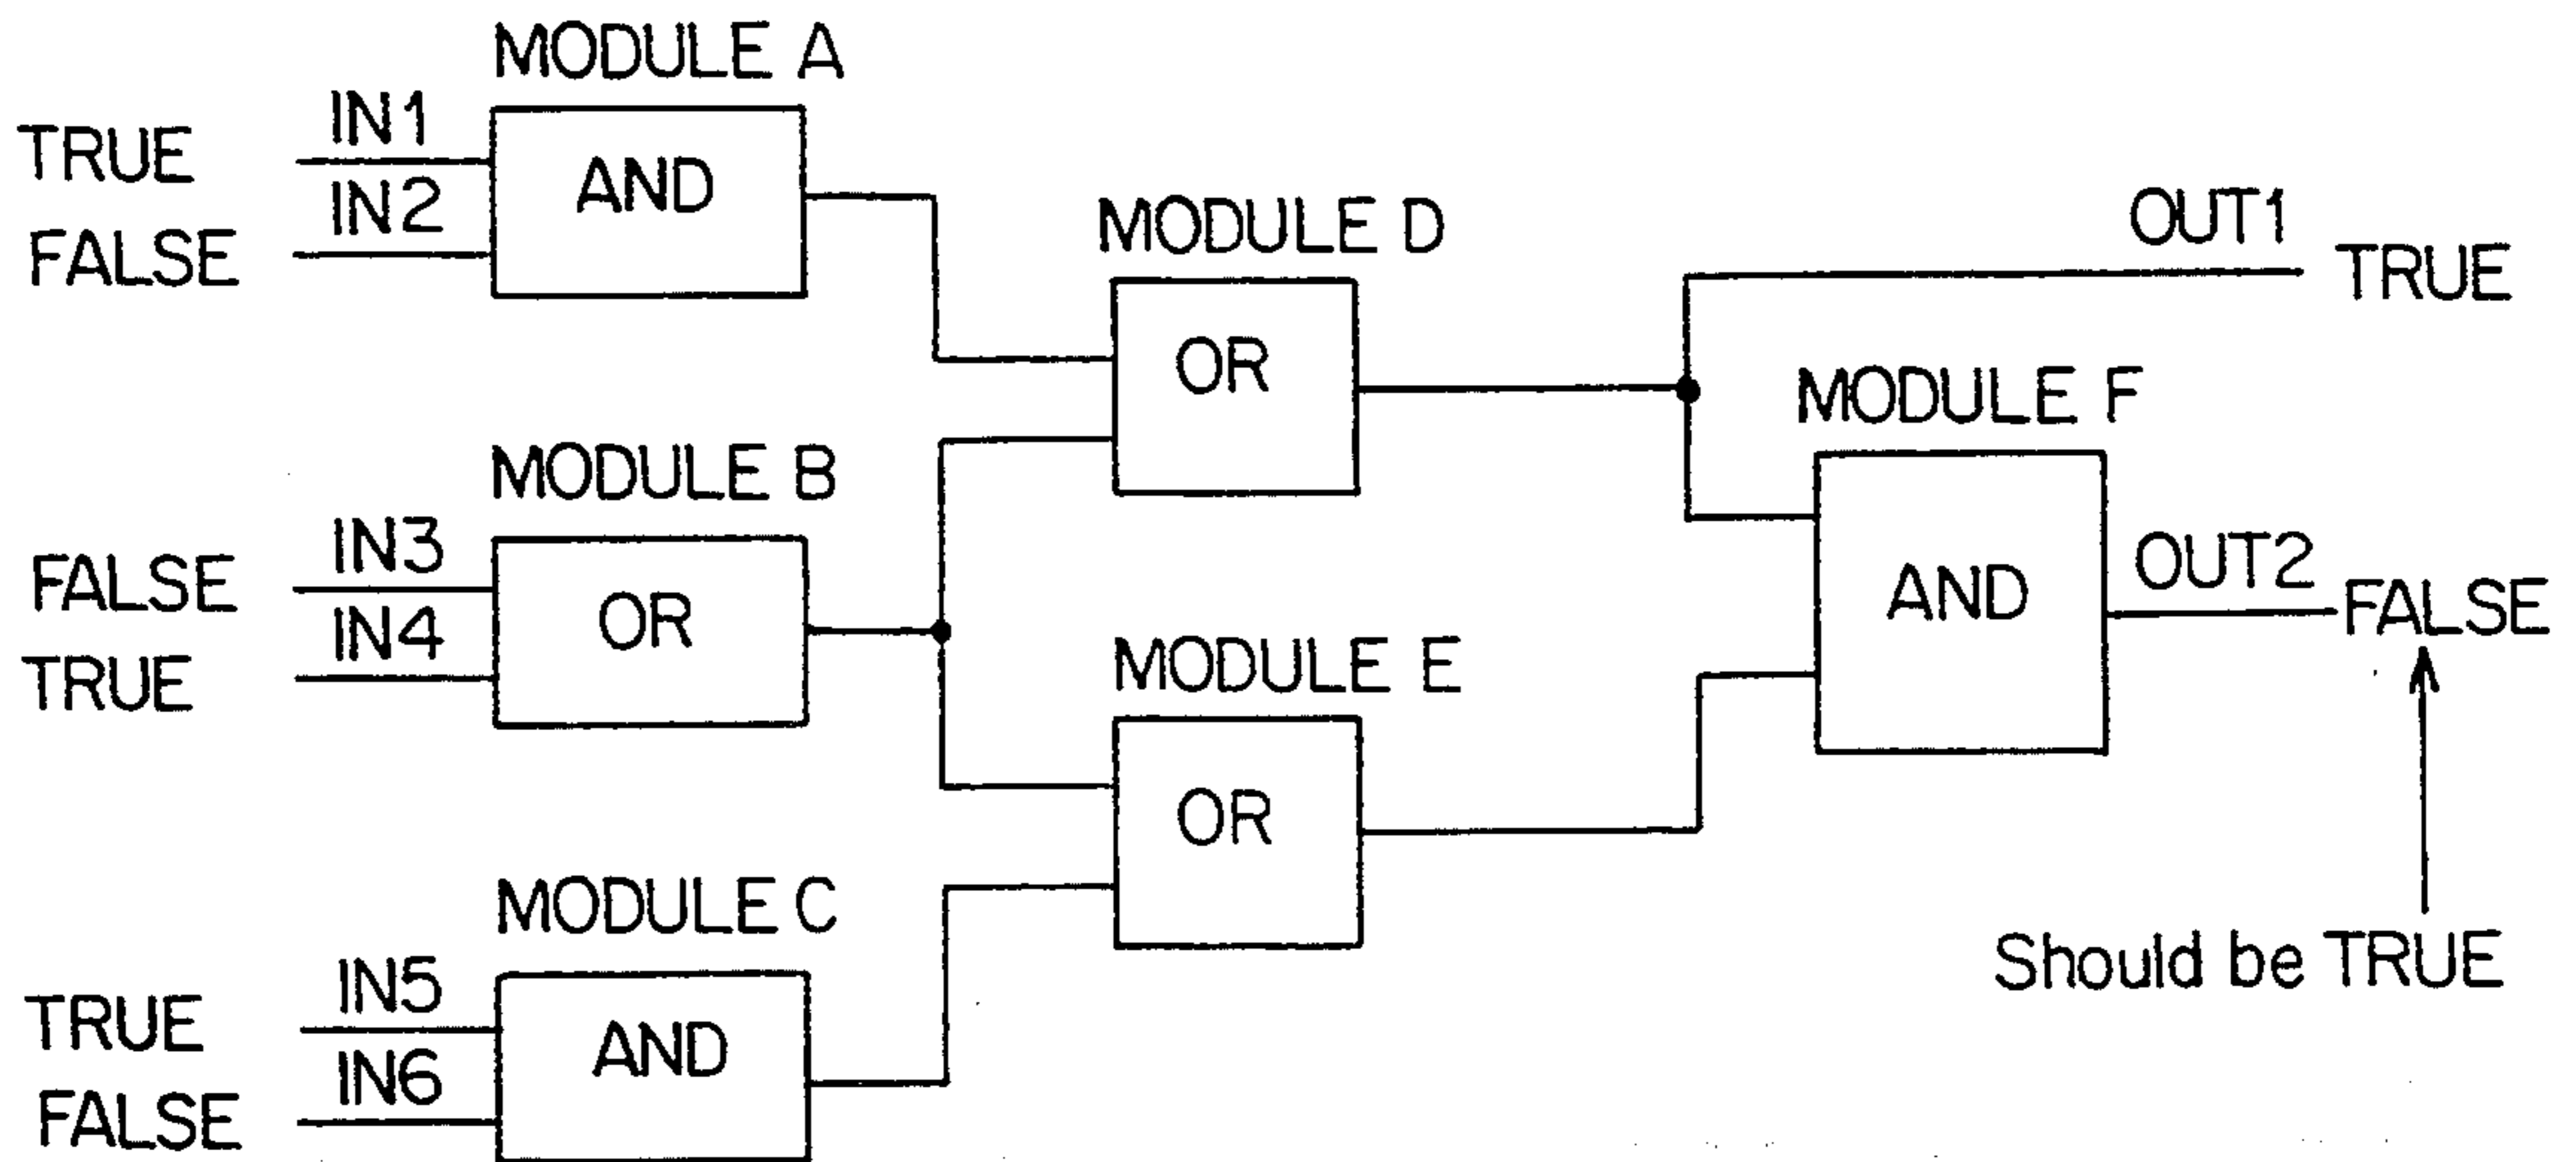 MODULE A
TRUE
IN1
IN2
FALSE
AND
MODULE D
OR
OUT1
TRUE
MODULE B
FALSE
IN3
IN4
TRUE
OR
MODULE F
AND
OUT2
FALSE
MODULE E
OR
Should be TRUE
MODULE C
TRUE
IN5
IN6
FALSE
AND